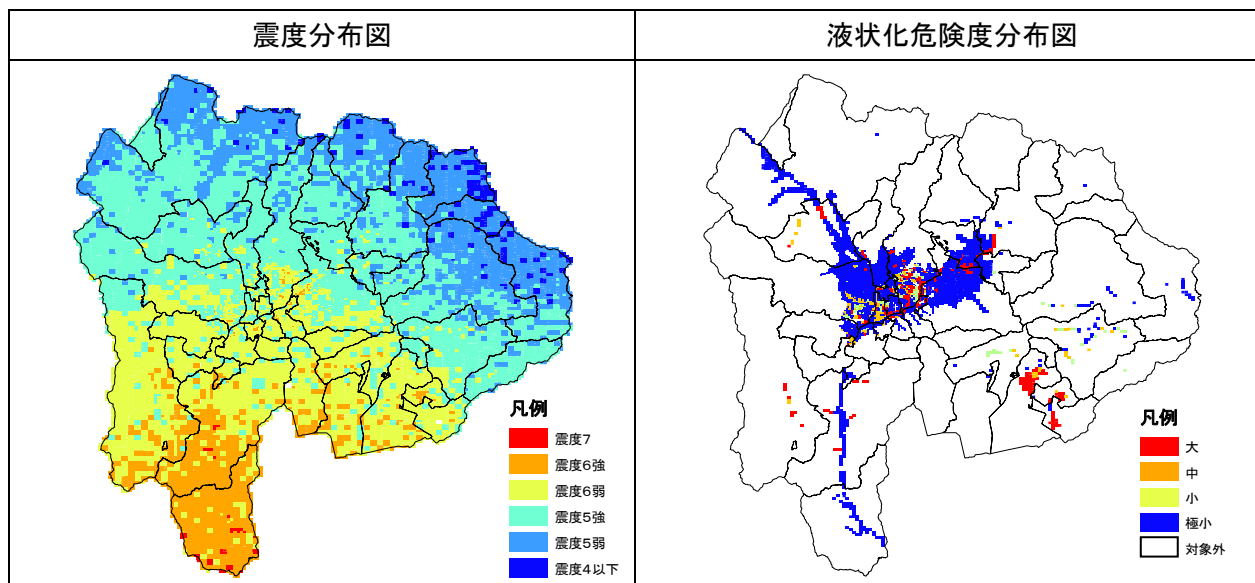 震度分布図
液状化危険度分布図
凡例
震度7
震度6強
震度6弱
震度5強
震度5弱
震度4以下
凡例
大
中
小
極小
対象外